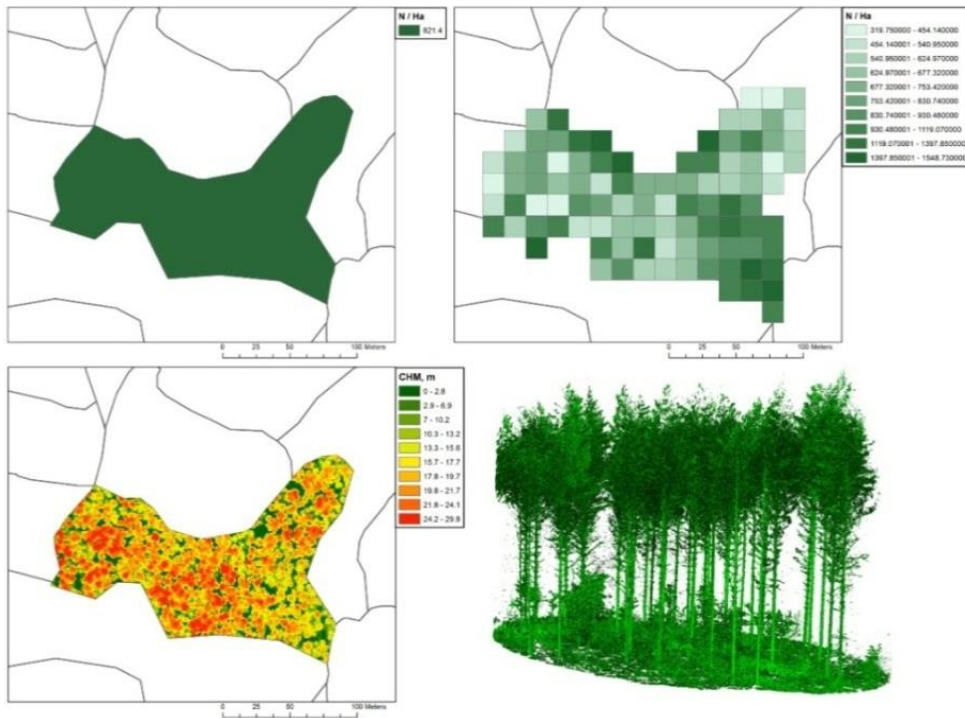 N / Ha
821.4
0 25 50 100 Meters
N / Ha
319.750000 - 454.140000
454.140001 - 540.950000
540.950001 - 624.970000
624.970001 - 677.320000
677.320001 - 753.420000
753.420001 - 830.740000
830.740001 - 930.480000
930.480001 - 1119.070000
1119.070001 - 1397.850000
1397.850001 - 1548.730000
0 25 50 100 Meters
CHM, m
0 - 2.8
2.9 - 6.9
7 - 10.2
10.3 - 13.2
13.3 - 15.6
15.7 - 17.7
17.8 - 19.7
19.8 - 21.7
21.8 - 24.1
24.2 - 29.8
0 25 50 100 Meters